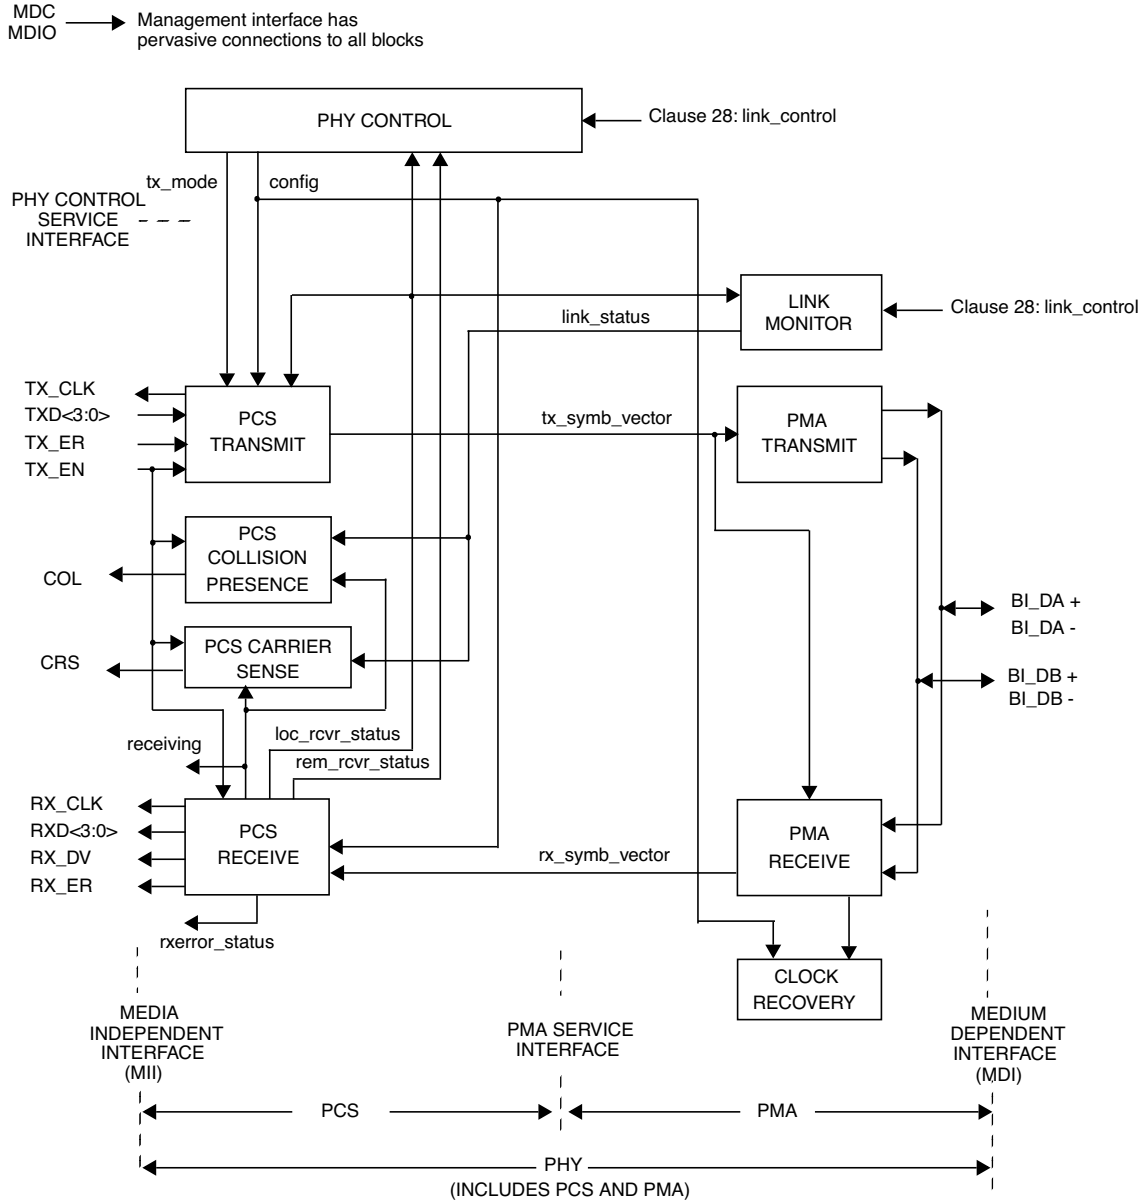 MDC
MDIO
Management interface has
pervasive connections to all blocks
PHY CONTROL
Clause 28: link_control
tx_mode
config
PHY CONTROL
SERVICE
INTERFACE
LINK
MONITOR
Clause 28: link_control
link_status
TX_CLK
TXD<3:0>
TX_ER
TX_EN
PCS
TRANSMIT
tx_symb_vector
PMA
TRANSMIT
PCS
COLLISION
PRESENCE
COL
BI_DA +
BI_DA -
PCS CARRIER
SENSE
CRS
BI_DB +
BI_DB -
receiving
loc_rcvr_status
rem_rcvr_status
RX_CLK
RXD<3:0>
RX_DV
RX_ER
PCS
RECEIVE
rx_symb_vector
PMA
RECEIVE
rxerror_status
CLOCK
RECOVERY
MEDIA
INDEPENDENT
INTERFACE
(MII)
PMA SERVICE
INTERFACE
MEDIUM
DEPENDENT
INTERFACE
(MDI)
PCS
PMA
PHY
(INCLUDES PCS AND PMA)